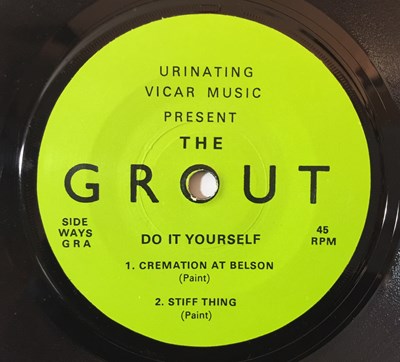 URINATING
VICAR MUSIC
PRESENT
THE
GROUT
SIDE
WAYS
GRA
45
RPM
DO IT YOURSELF
1. CREMATION AT BELSON
(Paint)
2. STIFF THING
(Paint)